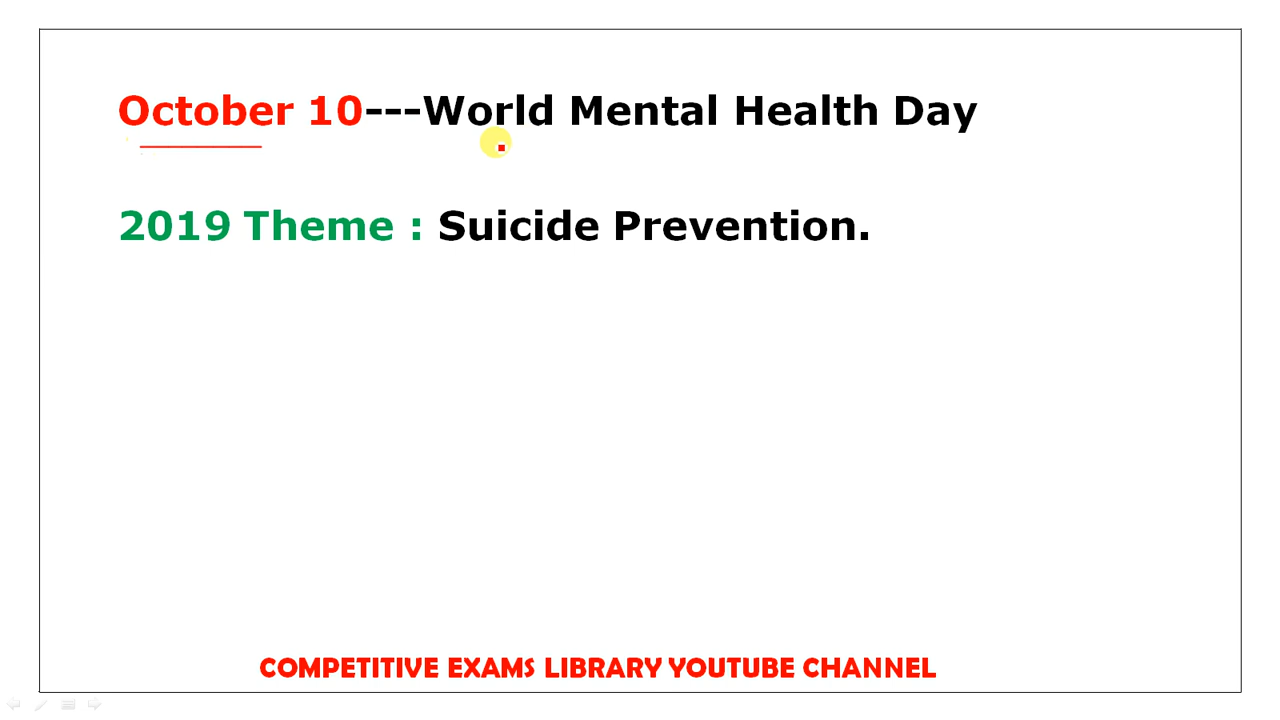 October 10---World Mental Health Day
2019 Theme : Suicide Prevention.
COMPETITIVE EXAMS LIBRARY YOUTUBE CHANNEL